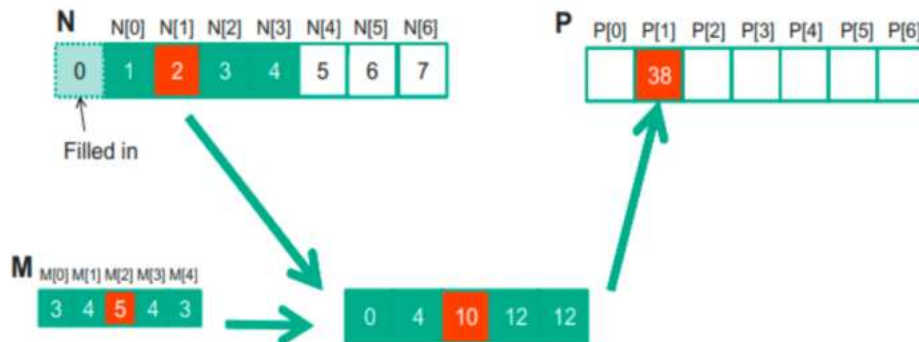 N N[0] N[1] N[2] N[3] N[4] N[5] N[6]
0 1 2 3 4 5 6 7
Filled in
P P[0] P[1] P[2] P[3] P[4] P[5] P[6]
38
M M[0] M[1] M[2] M[3] M[4]
3 4 5 4 3
0 4 10 12 12